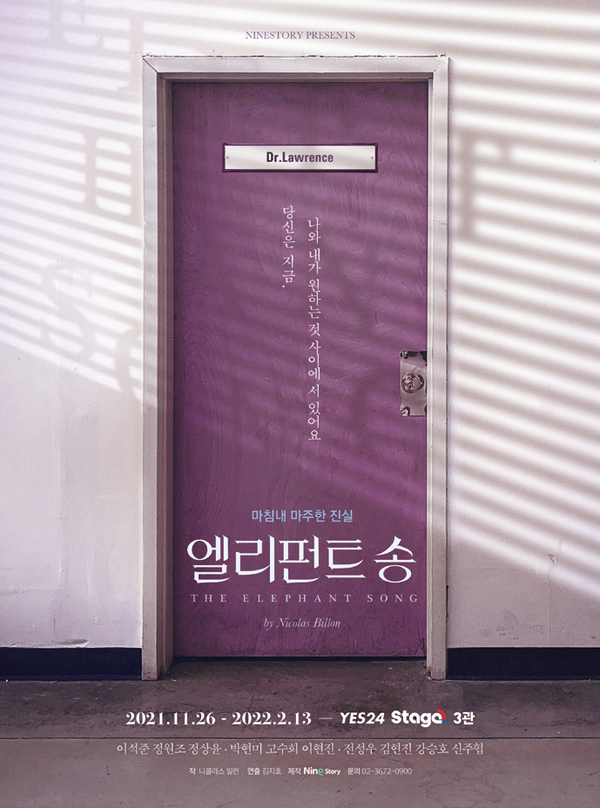 NINESTORY PRESENTS
Dr.Lawrence
당신은 지금,
나와 내가 원하는 것 사이에 서 있어요
마침내 마주한 진실
엘리펀트 송
THE ELEPHANT SONG
by Nicolas Billon
2021.11.26 - 2022.2.13 — YES24 Stage 3관
이석준 정원조 정상윤 · 박현미 고수희 이현진 · 전성우 김현진 강승호 신주협
작 니콜라스 빌런 연출 김지호 제작 Nine Story 문의 02-3672-0900